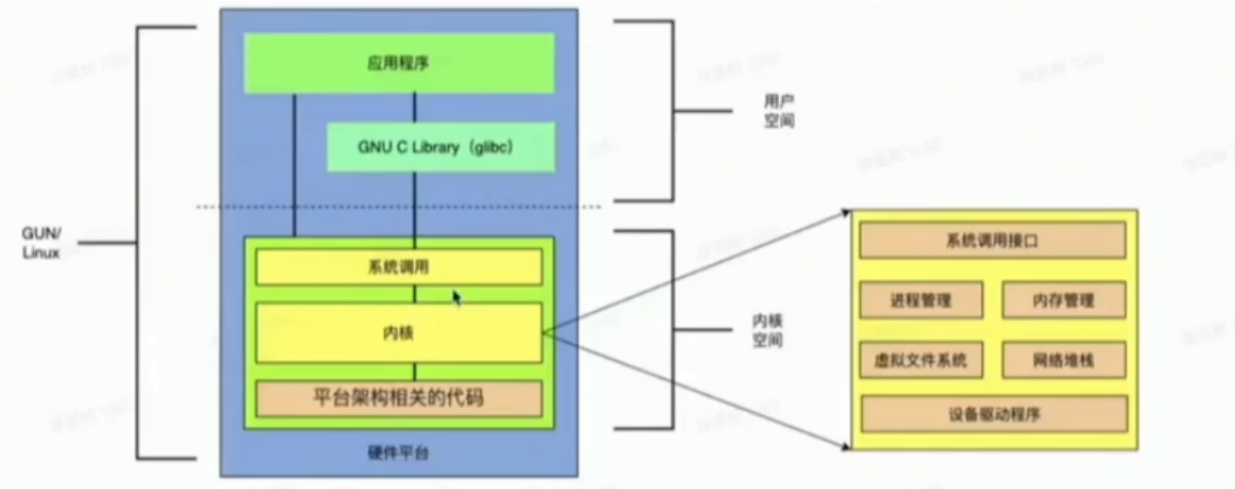 应用程序
GNU C Library（glibc）
用户
空间
GUN/
Linux
系统调用
内核
平台架构相关的代码
硬件平台
内核
空间
系统调用接口
进程管理
内存管理
虚拟文件系统
网络堆栈
设备驱动程序